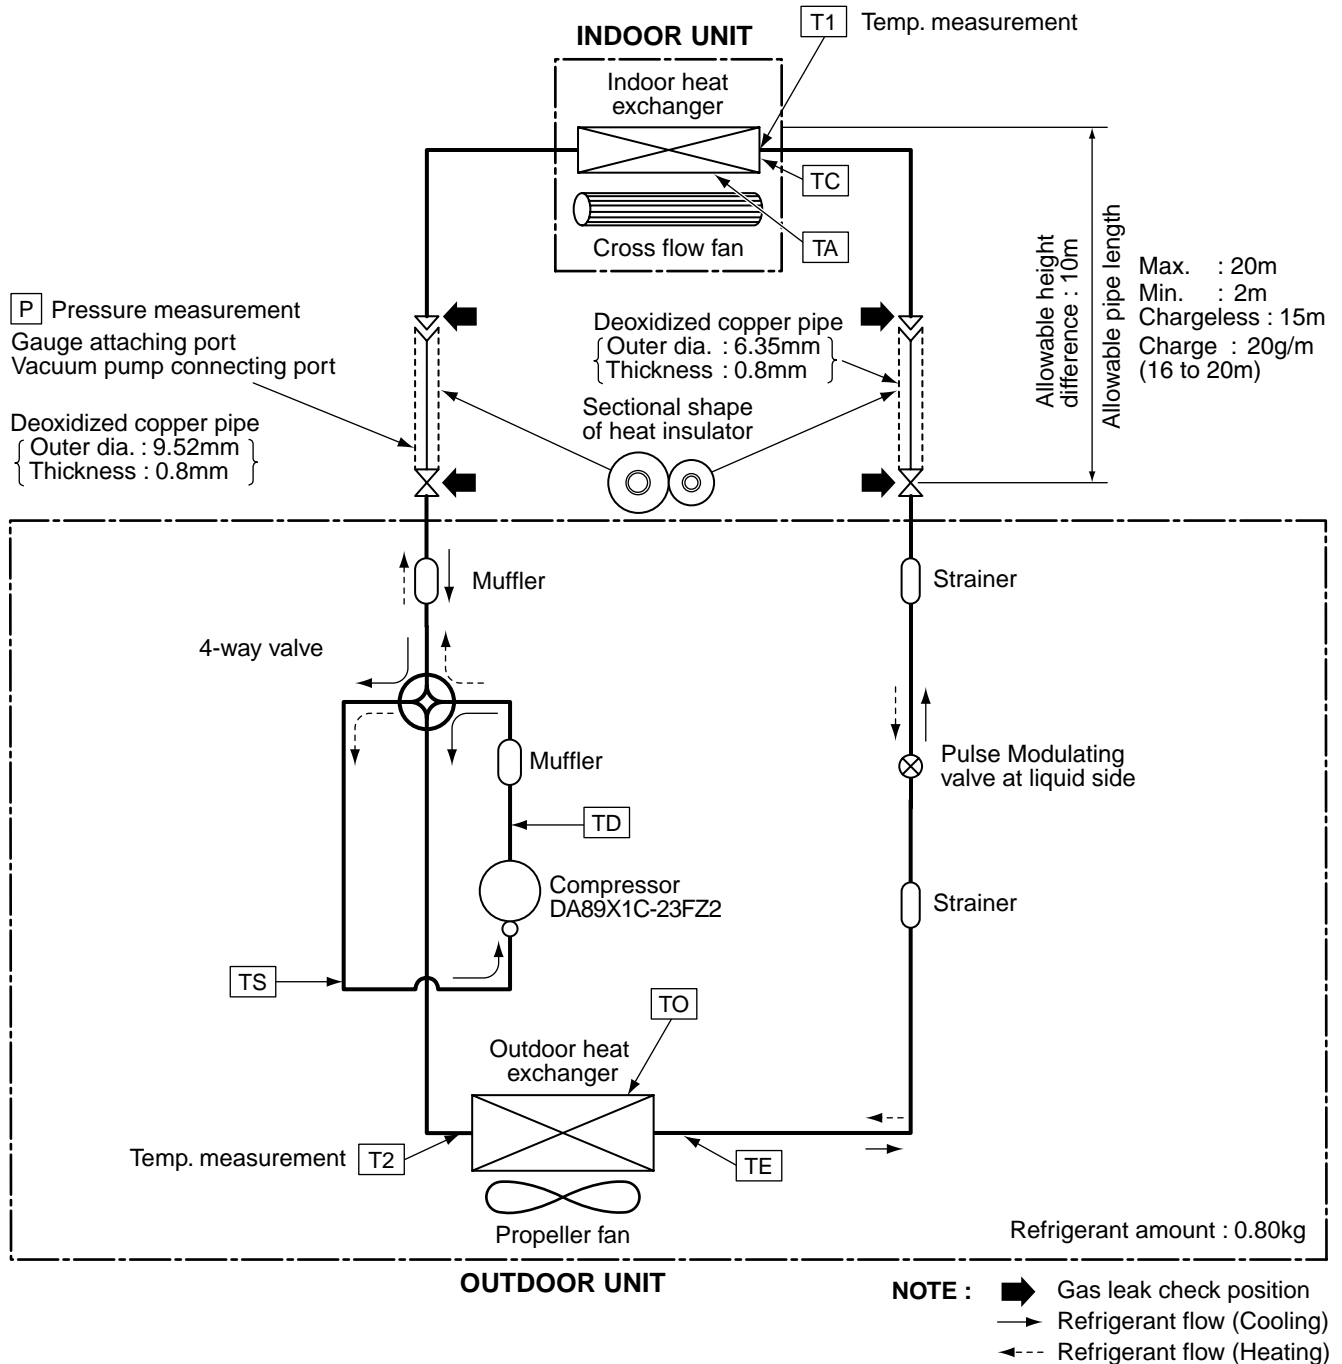 T1 Temp. measurement
INDOOR UNIT
Indoor heat
exchanger
TC
Cross flow fan
TA
Allowable height
difference : 10m
Allowable pipe length
Max. : 20m
Min. : 2m
Chargeless : 15m
Charge : 20g/m
(16 to 20m)
P Pressure measurement
Gauge attaching port
Vacuum pump connecting port
Deoxidized copper pipe
Outer dia. : 9.52mm
Thickness : 0.8mm
Deoxidized copper pipe
Outer dia. : 6.35mm
Thickness : 0.8mm
Sectional shape
of heat insulator
Muffler
Strainer
4-way valve
Muffler
Pulse Modulating
valve at liquid side
TD
Compressor
DA89X1C-23FZ2
Strainer
TS
TO
Outdoor heat
exchanger
Temp. measurement T2
TE
Propeller fan
Refrigerant amount : 0.80kg
OUTDOOR UNIT
NOTE : Gas leak check position
Refrigerant flow (Cooling)
Refrigerant flow (Heating)